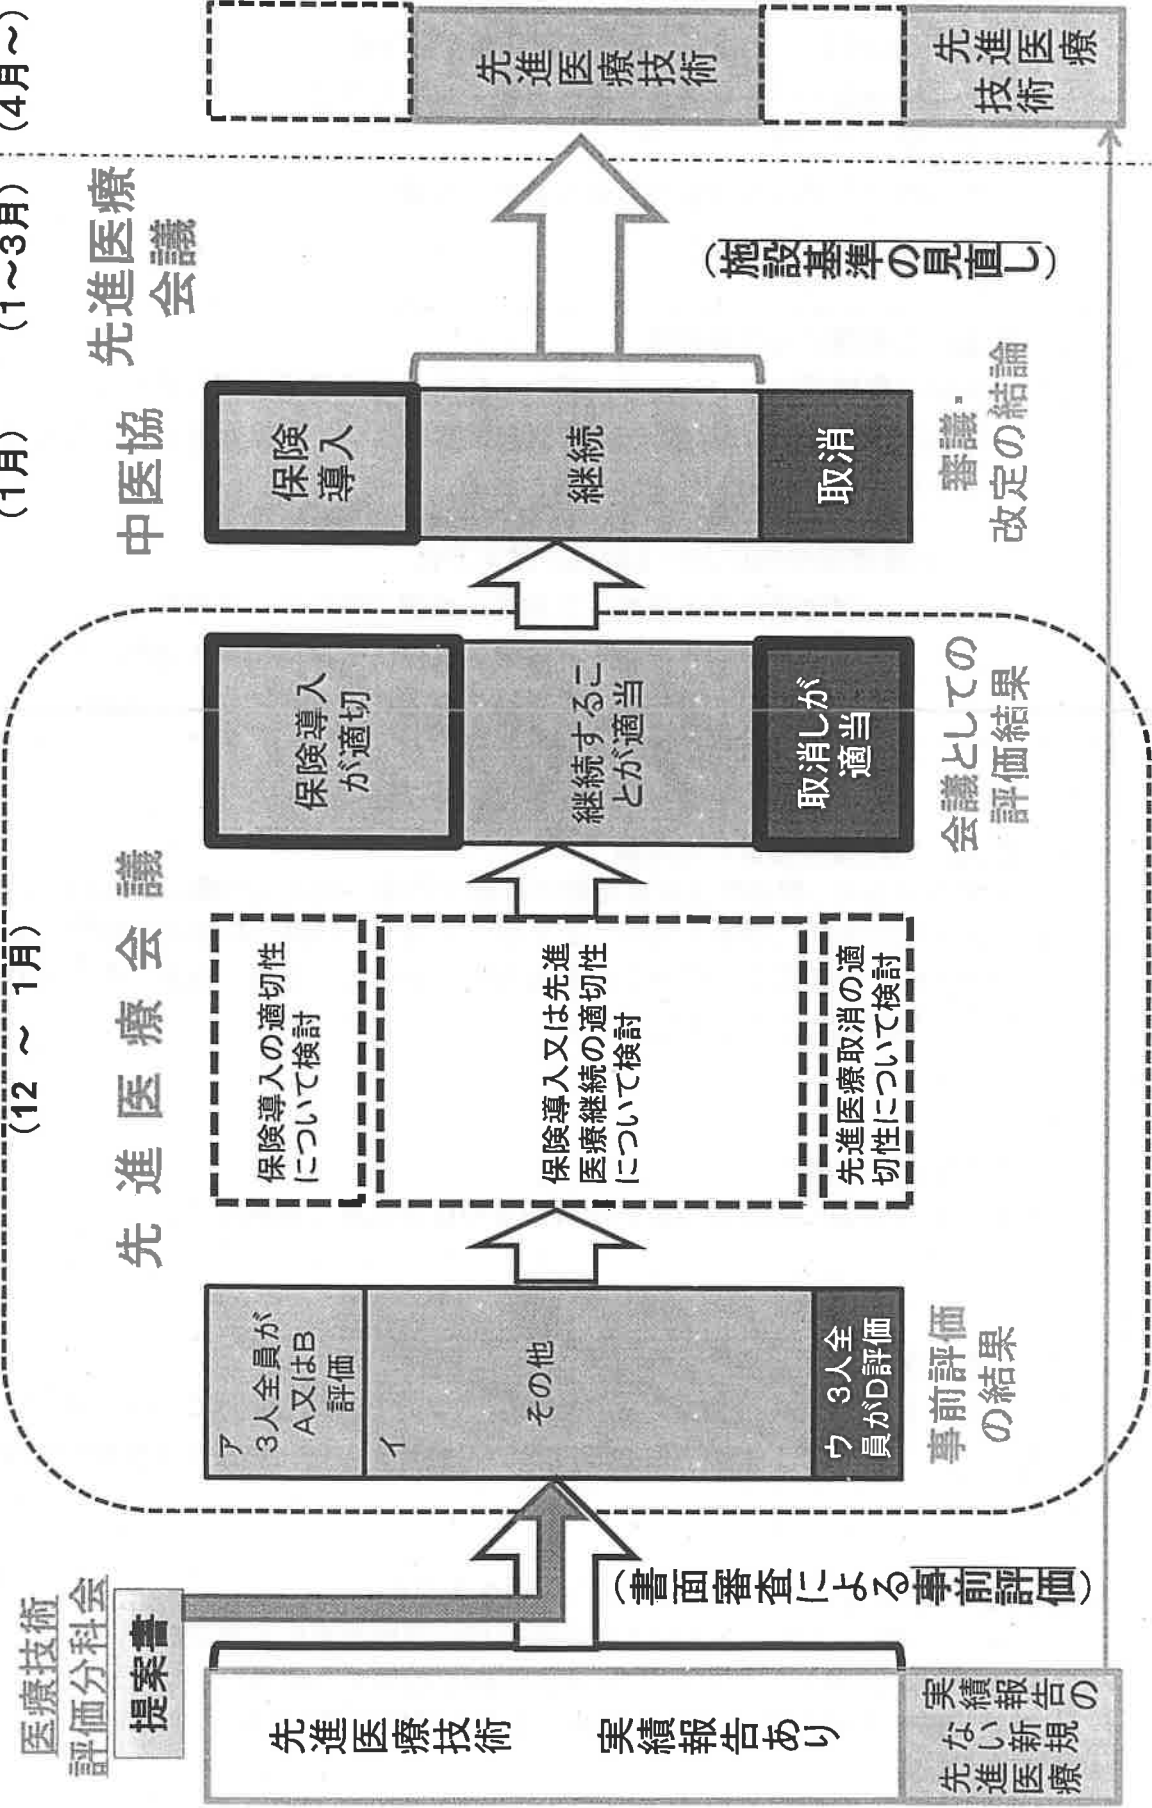 医療技術
評価分科会
提案書
先進医療技術
実績報告あり
実績報告の
ない新規
先進医療
（書面審査による事前評価）
（12 ～ 1月）
先 進 医 療 会 議
ア
3人全員が
A又はB
評価
イ
その他
ウ 3人全
員がD評価
事前評価
の結果
保険導入の適切性
について検討
保険導入又は先進
医療継続の適切性
について検討
先進医療取消の適
切性について検討
保険導入
が適切
継続するこ
とが適当
取消しが
適当
会議としての
評価結果
（1月）
中医協
保険
導入
継続
取消
審議・
改定の結論
（1～3月）
先進医療
会議
（施設基準の見直し）
（4月～）
先進医療技術
先進医療
技術